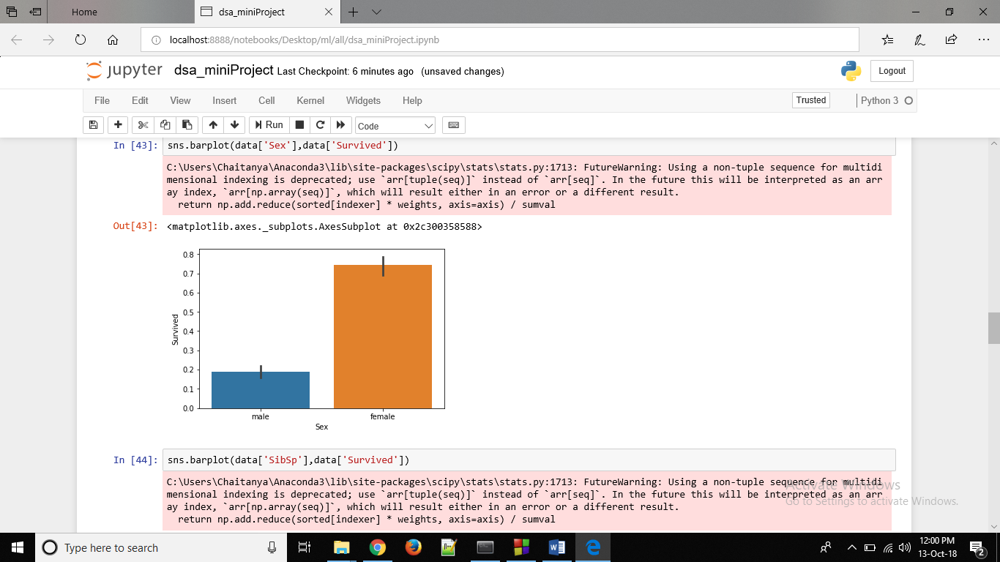 Home
dsa_miniProject
localhost:8888/notebooks/Desktop/ml/all/dsa_miniProject.ipynb
jupyter dsa_miniProject Last Checkpoint: 6 minutes ago (unsaved changes)
Logout
File Edit View Insert Cell Kernel Widgets Help
Trusted Python 3
Run Code
In [43]: sns.barplot(data['Sex'],data['Survived'])
C:\Users\Chaitanya\Anaconda3\lib\site-packages\scipy\stats\stats.py:1713: FutureWarning: Using a non-tuple sequence for multidi
mensional indexing is deprecated; use `arr[tuple(seq)]` instead of `arr[seq]`. In the future this will be interpreted as an arr
ay index, `arr[np.array(seq)]`, which will result either in an error or a different result.
return np.add.reduce(sorted[indexer] * weights, axis=axis) / sumval
Out[43]: <matplotlib.axes._subplots.AxesSubplot at 0x2c300358588>
0.8
0.7
0.6
0.5
0.4
0.3
0.2
0.1
0.0
Survived
male female
Sex
In [44]: sns.barplot(data['SibSp'],data['Survived'])
C:\Users\Chaitanya\Anaconda3\lib\site-packages\scipy\stats\stats.py:1713: FutureWarning: Using a non-tuple sequence for multidi
mensional indexing is deprecated; use `arr[tuple(seq)]` instead of `arr[seq]`. In the future this will be interpreted as an arr
ay index, `arr[np.array(seq)]`, which will result either in an error or a different result.
return np.add.reduce(sorted[indexer] * weights, axis=axis) / sumval
Activate Windows
Go to Settings to activate Windows.
Type here to search
12:00 PM
13-Oct-18
2